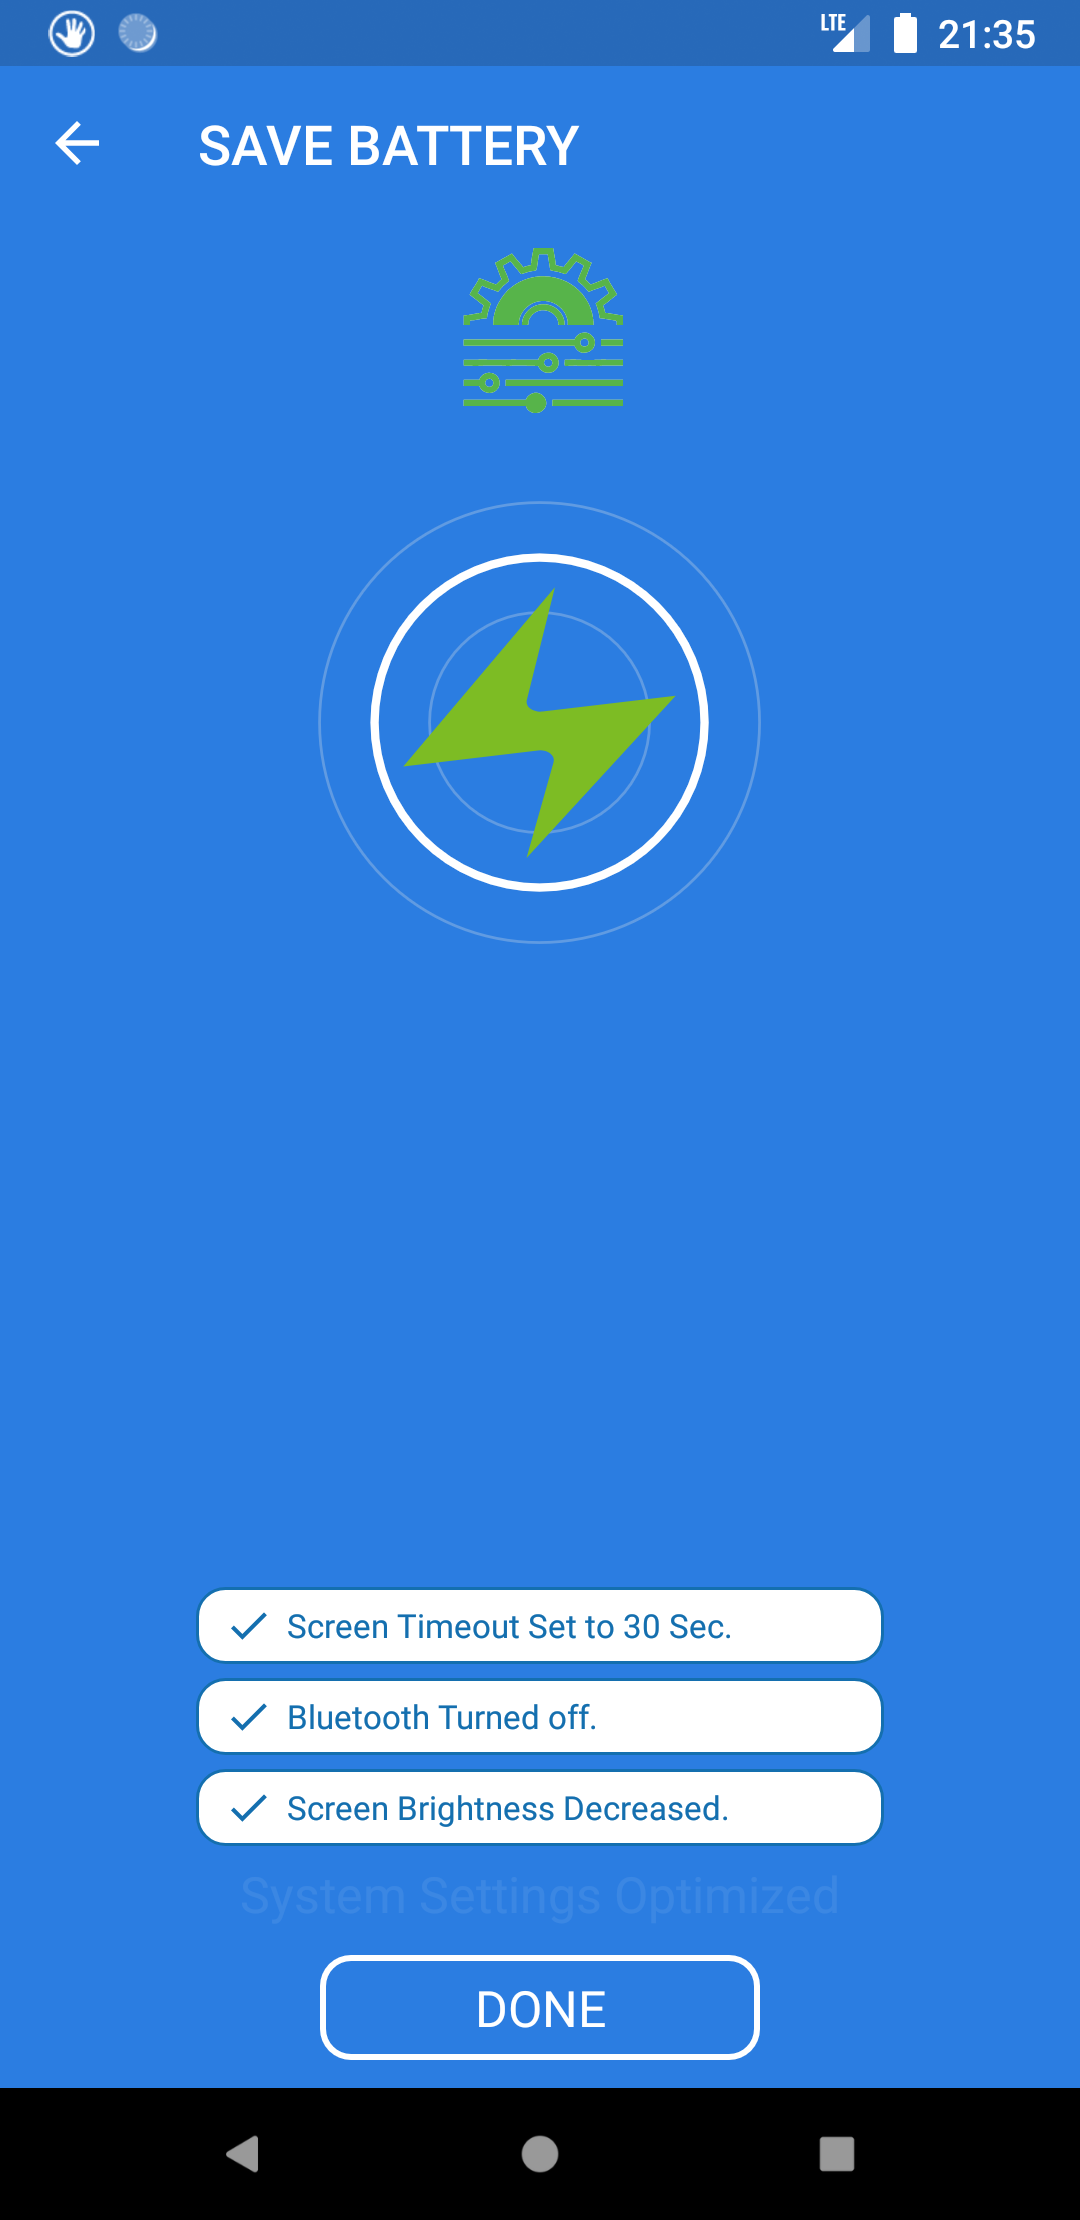 LTE 21:35
SAVE BATTERY
Screen Timeout Set to 30 Sec.
Bluetooth Turned off.
Screen Brightness Decreased.
System Settings Optimized
DONE